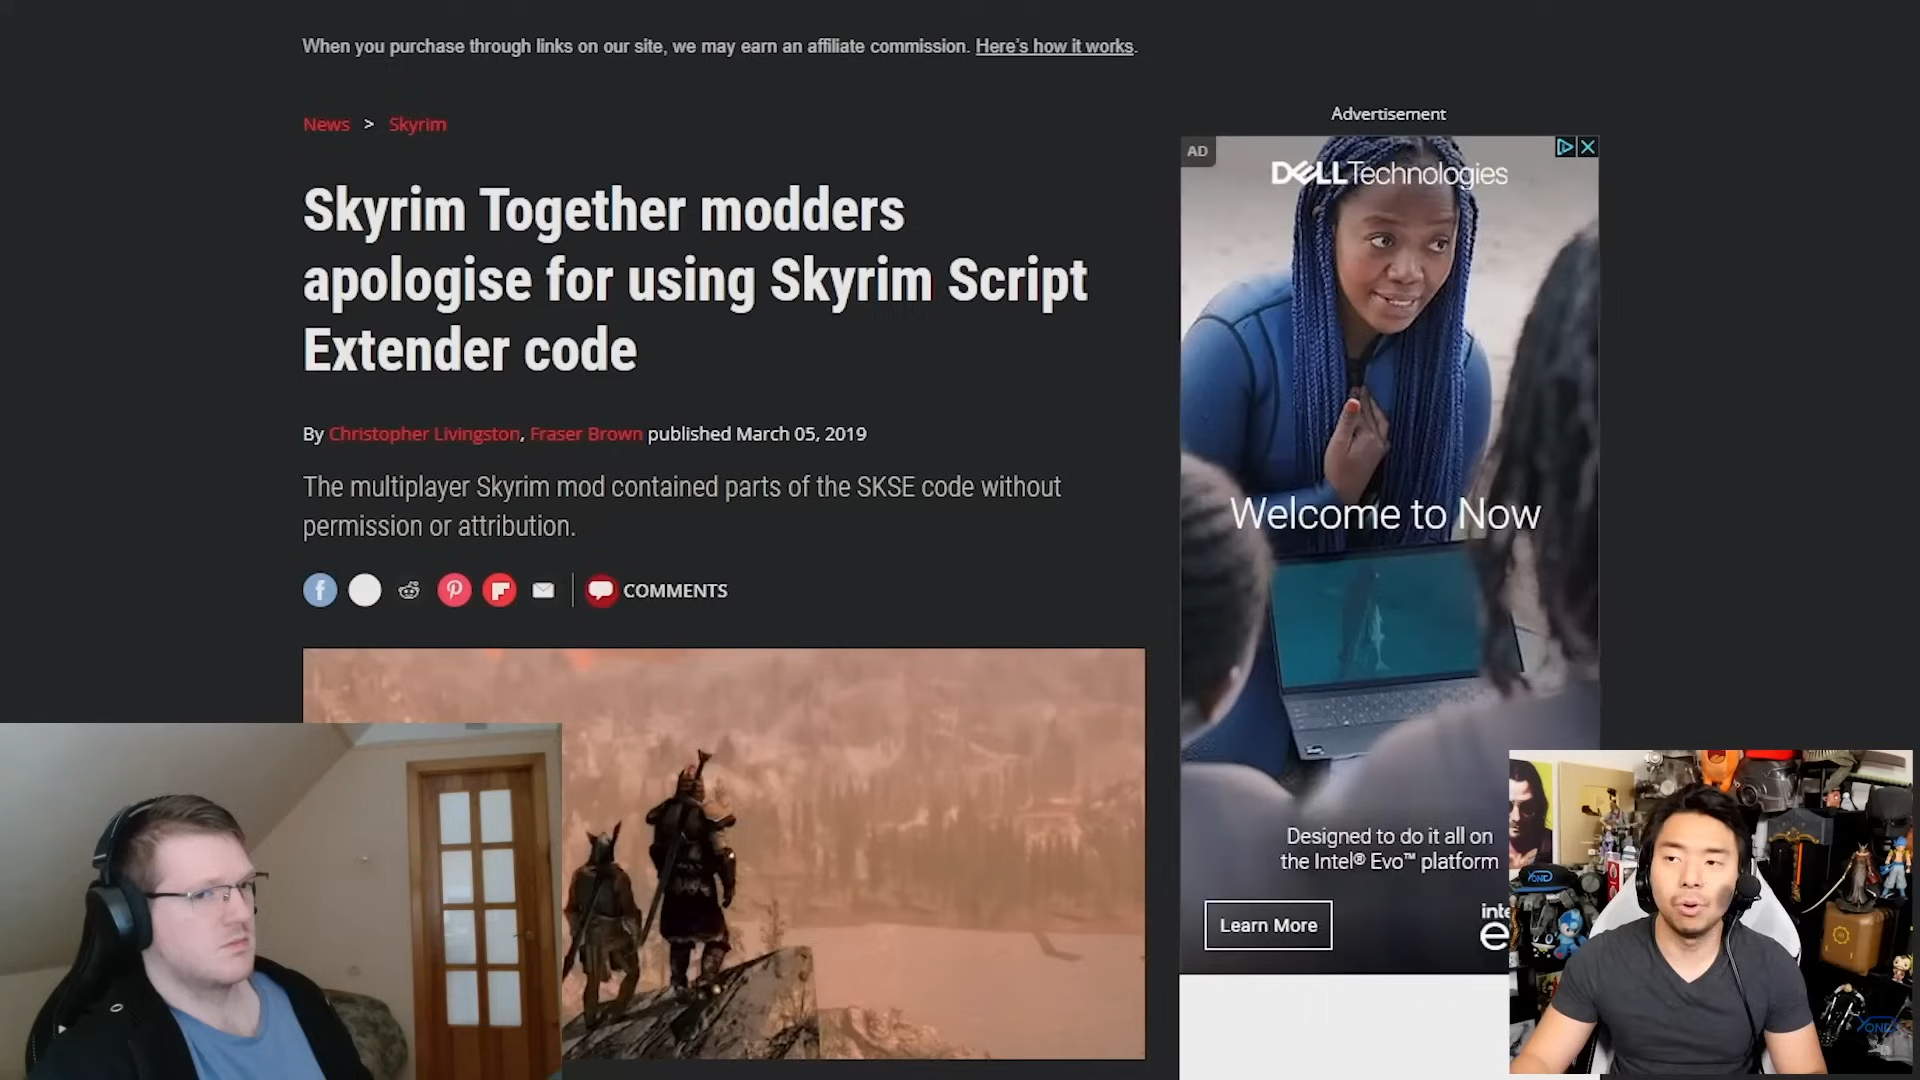 When you purchase through links on our site, we may earn an affiliate commission. Here's how it works.
News > Skyrim
Skyrim Together modders
apologise for using Skyrim Script
Extender code
By Christopher Livingston, Fraser Brown published March 05, 2019
The multiplayer Skyrim mod contained parts of the SKSE code without
permission or attribution.
COMMENTS
Advertisement
AD
DELL Technologies
Welcome to Now
Designed to do it all on
the Intel® Evo™ platform
Learn More
inte
e